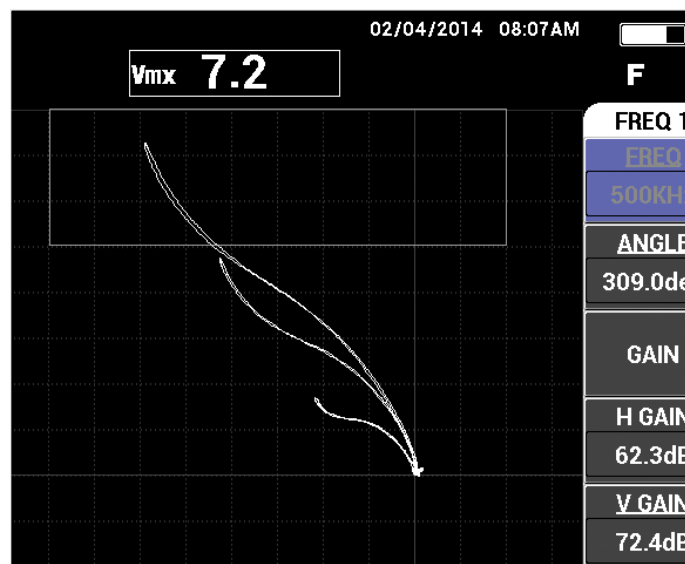 02/04/2014 08:07AM
Vmx 7.2
F
FREQ 1
FREQ
500KH
ANGLE
309.0de
GAIN
H GAIN
62.3dB
V GAIN
72.4dB